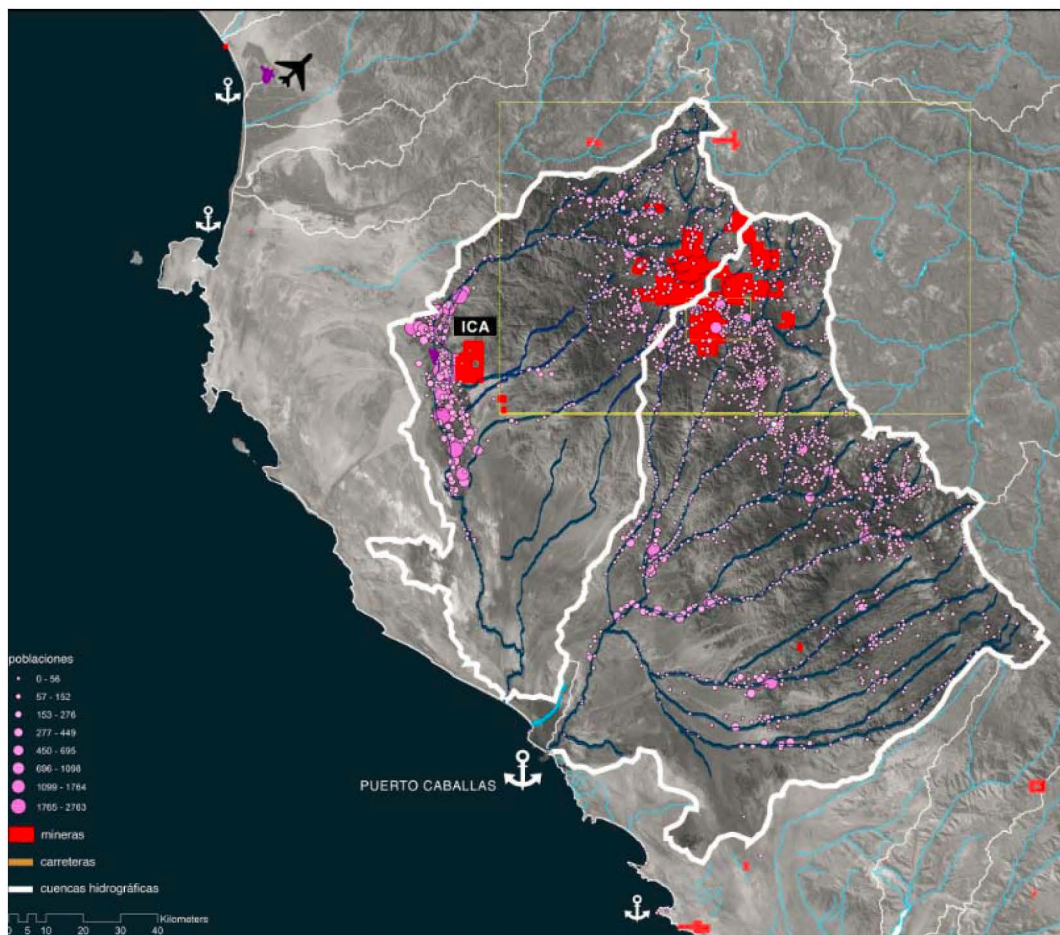 ICA
poblaciones
0 - 56
57 - 152
153 - 276
277 - 449
450 - 695
696 - 1098
1099 - 1764
1765 - 2763
PUERTO CABALLAS
mineras
carreteras
cuencas hidrográficas
Kilometers
0 5 10 20 30 40